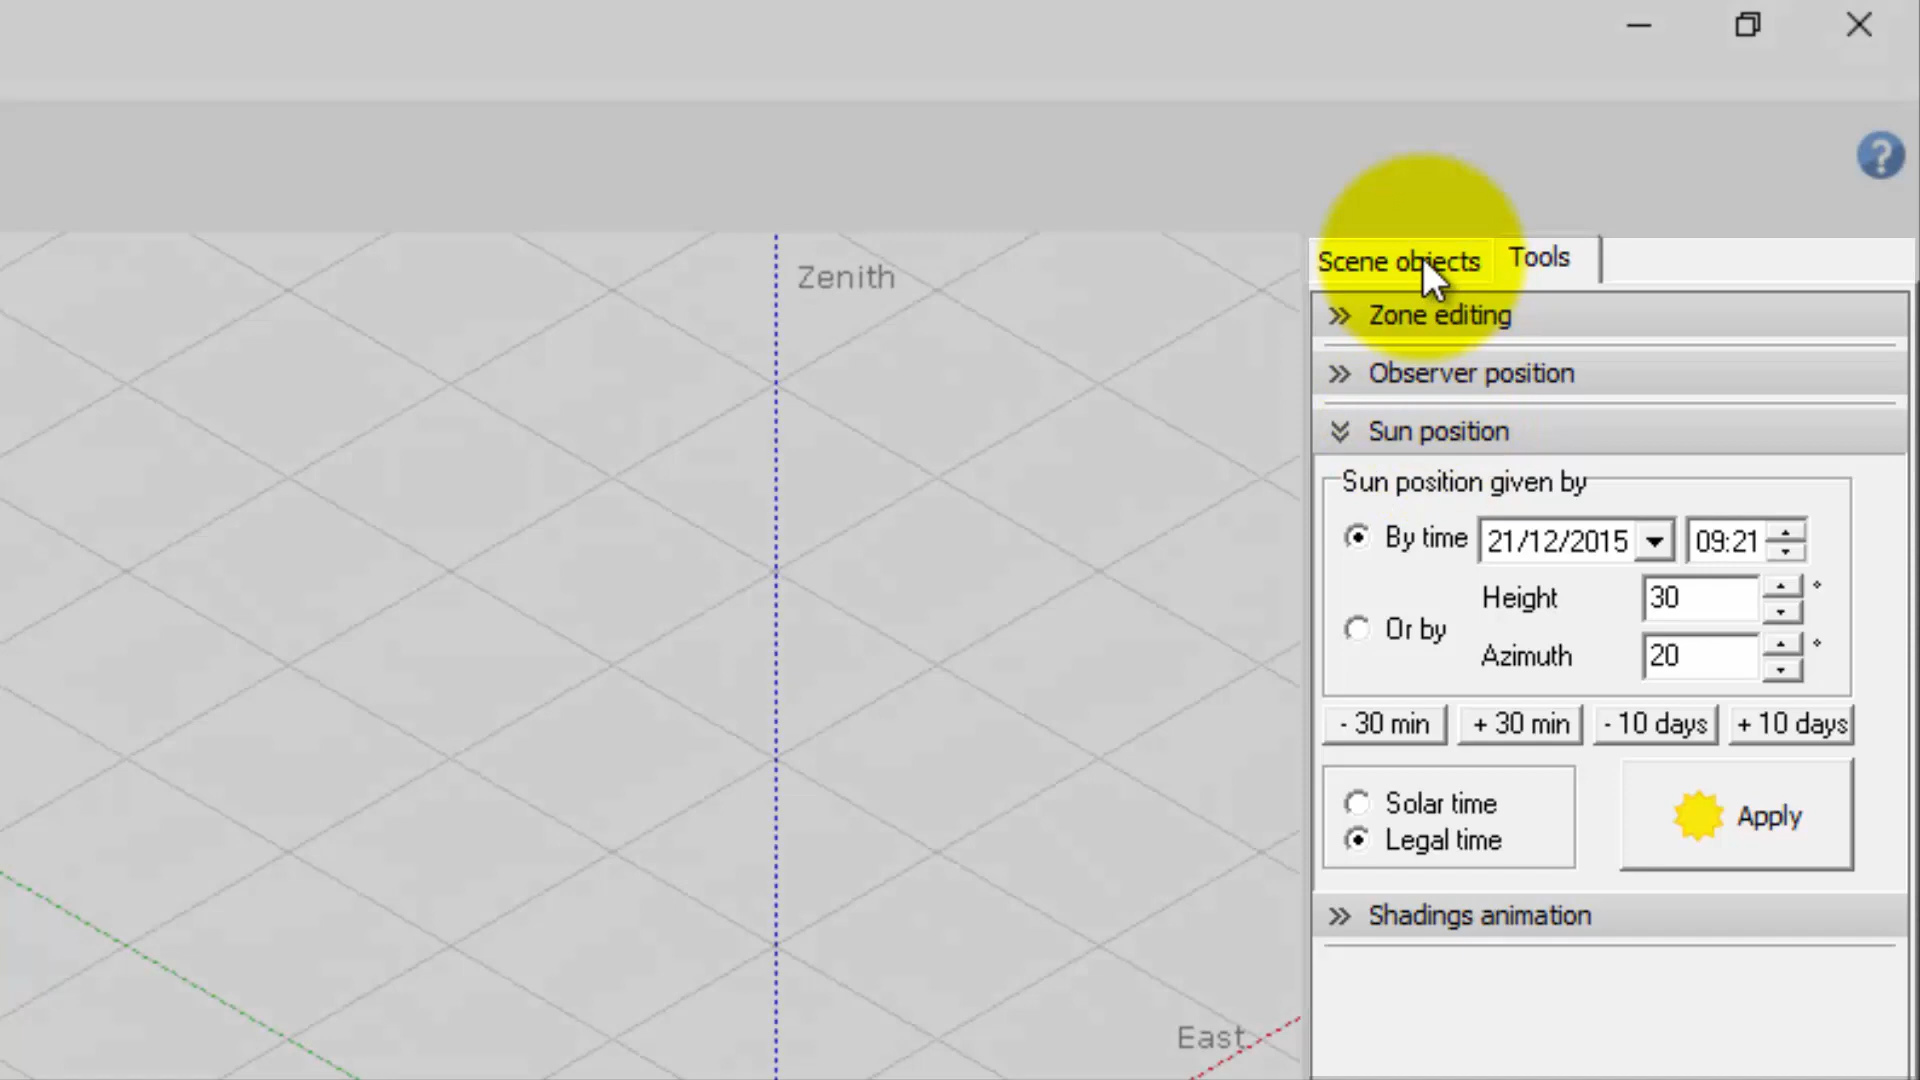 Zenith
Scene objects Tools
Zone editing
Observer position
Sun position
Sun position given by
By time 21/12/2015 09:21
Height 30 °
Or by
Azimuth 20 °
- 30 min + 30 min - 10 days + 10 days
Solar time
Apply
Legal time
Shadings animation
East